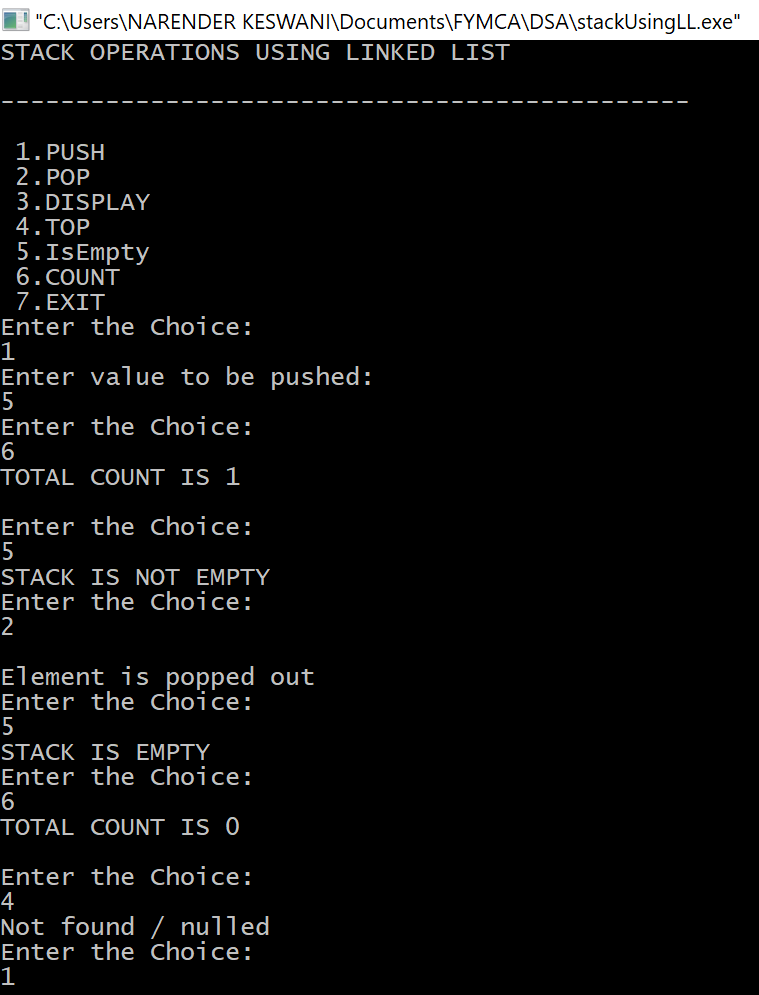 "C:\Users\NARENDER KESWANI\Documents\FYMCA\DSA\stackUsingLL.exe"
STACK OPERATIONS USING LINKED LIST
----------------------------------------------
1.PUSH
2.POP
3.DISPLAY
4.TOP
5.IsEmpty
6.COUNT
7.EXIT
Enter the Choice:
1
Enter value to be pushed:
5
Enter the Choice:
6
TOTAL COUNT IS 1
Enter the Choice:
5
STACK IS NOT EMPTY
Enter the Choice:
2
Element is popped out
Enter the Choice:
5
STACK IS EMPTY
Enter the Choice:
6
TOTAL COUNT IS 0
Enter the Choice:
4
Not found / nulled
Enter the Choice:
1